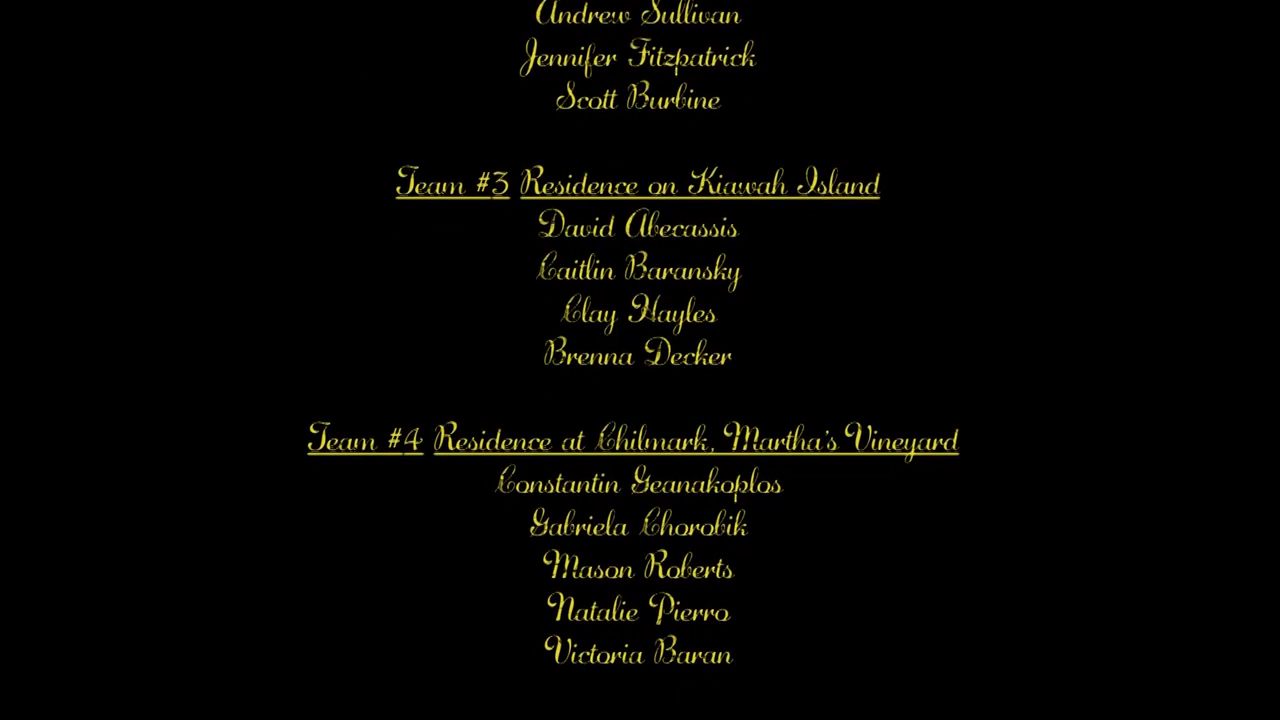 Andrew Sullivan
Jennifer Fitzpatrick
Scott Burbine
Team #3 Residence on Kiawah Island
David Abecassis
Caitlin Baransky
Clay Hayles
Brenna Decker
Team #4 Residence at Chilmark, Martha's Vineyard
Constantin Geanakoplos
Gabriela Chorobik
Mason Roberts
Natalie Pierro
Victoria Baran